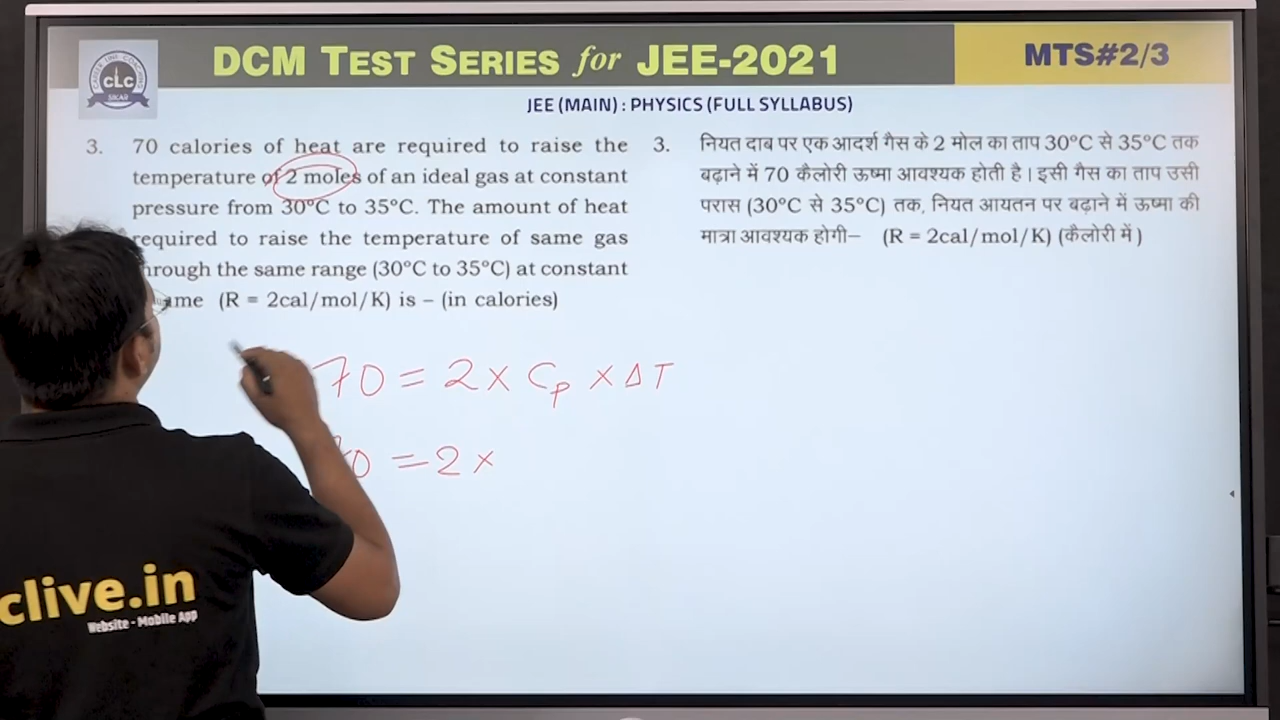 DCM TEST SERIES for JEE-2021
MTS#2/3
CLC
SIKAR
JEE (MAIN) : PHYSICS (FULL SYLLABUS)
3. 70 calories of heat are required to raise the
temperature of 2 moles of an ideal gas at constant
pressure from 30°C to 35°C. The amount of heat
required to raise the temperature of same gas
hrough the same range (30°C to 35°C) at constant
ume (R = 2cal/mol/K) is – (in calories)
3. नियत दाब पर एक आदर्श गैस के 2 मोल का ताप 30°C से 35°C तक
बढ़ाने में 70 कैलोरी ऊष्मा आवश्यक होती है। इसी गैस का ताप उसी
परास (30°C से 35°C) तक, नियत आयतन पर बढ़ाने में ऊष्मा की
मात्रा आवश्यक होगी– (R = 2cal/mol/K) (कैलोरी में )
70 = 2 × Cp × ΔT
0 = 2 ×
clive.in
Website - Mobile App